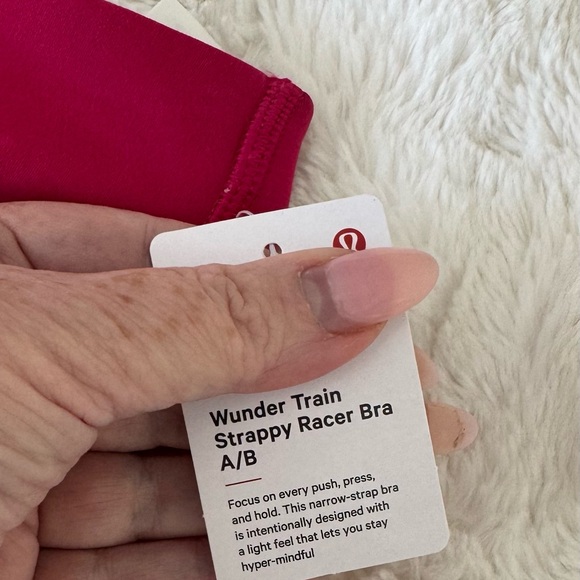 Wunder Train
Strappy Racer Bra
A/B
Focus on every push, press,
and hold. This narrow-strap bra
is intentionally designed with
a light feel that lets you stay
hyper-mindful